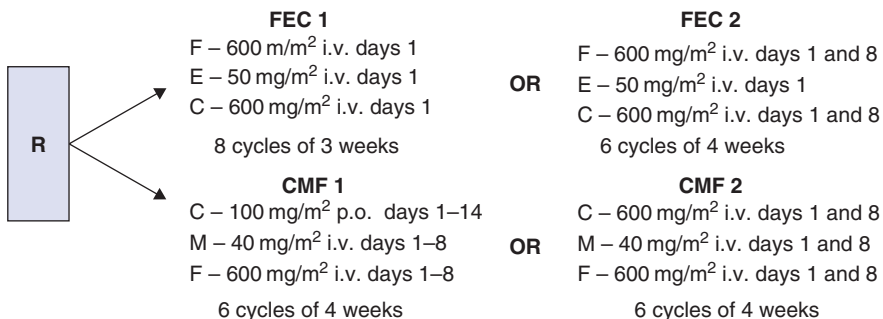 FEC 1
F – 600 m/m² i.v. days 1
E – 50 mg/m² i.v. days 1
C – 600 mg/m² i.v. days 1
8 cycles of 3 weeks
OR
FEC 2
F – 600 mg/m² i.v. days 1 and 8
E – 50 mg/m² i.v. days 1
C – 600 mg/m² i.v. days 1 and 8
6 cycles of 4 weeks
R
CMF 1
C – 100 mg/m² p.o. days 1–14
M – 40 mg/m² i.v. days 1–8
F – 600 mg/m² i.v. days 1–8
6 cycles of 4 weeks
OR
CMF 2
C – 600 mg/m² i.v. days 1 and 8
M – 40 mg/m² i.v. days 1 and 8
F – 600 mg/m² i.v. days 1 and 8
6 cycles of 4 weeks